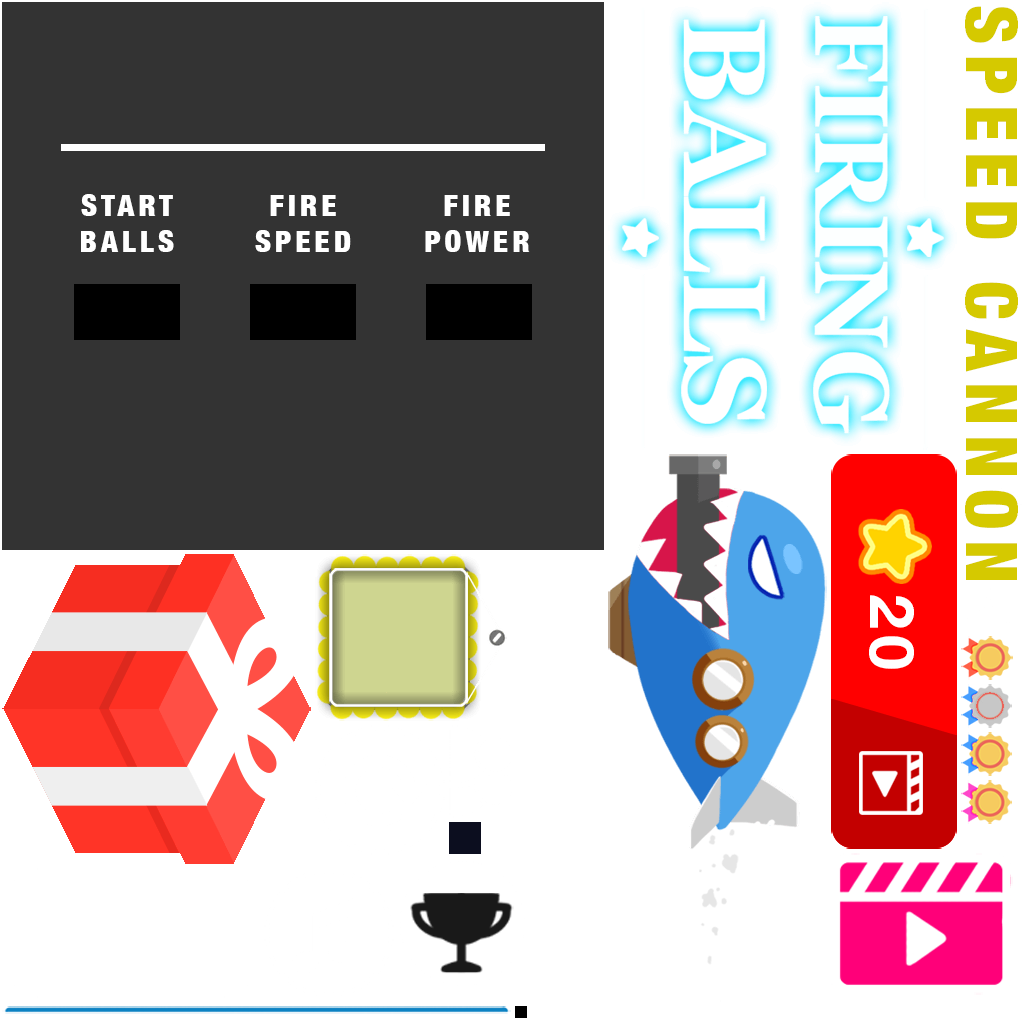 START
BALLS
FIRE
SPEED
FIRE
POWER
FIRING
BALLS
SPEED CANNON
20